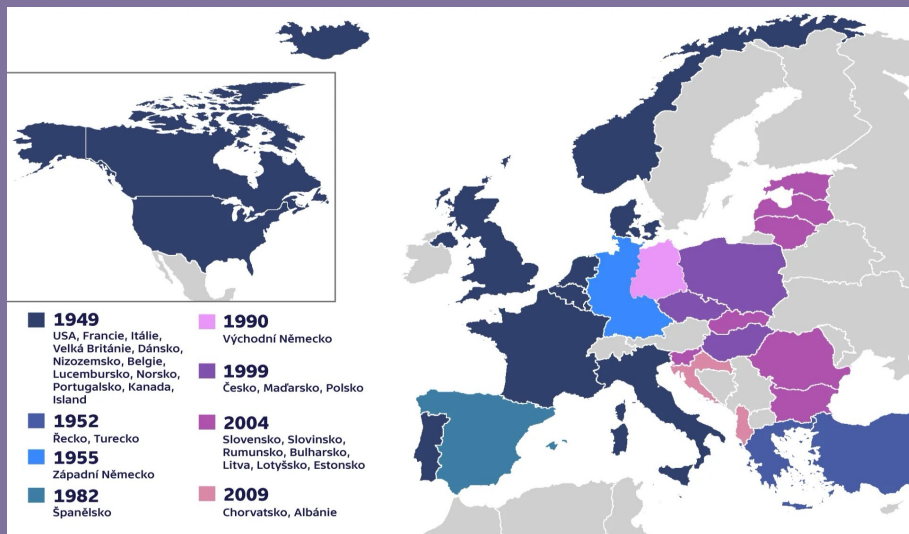 1949
USA, Francie, Itálie,
Velká Británie, Dánsko,
Nizozemsko, Belgie,
Lucembursko, Norsko,
Portugalsko, Kanada,
Island
1952
Řecko, Turecko
1955
Západní Německo
1982
Španělsko
1990
Východní Německo
1999
Česko, Maďarsko, Polsko
2004
Slovensko, Slovinsko,
Rumunsko, Bulharsko,
Litva, Lotyšsko, Estonsko
2009
Chorvatsko, Albánie